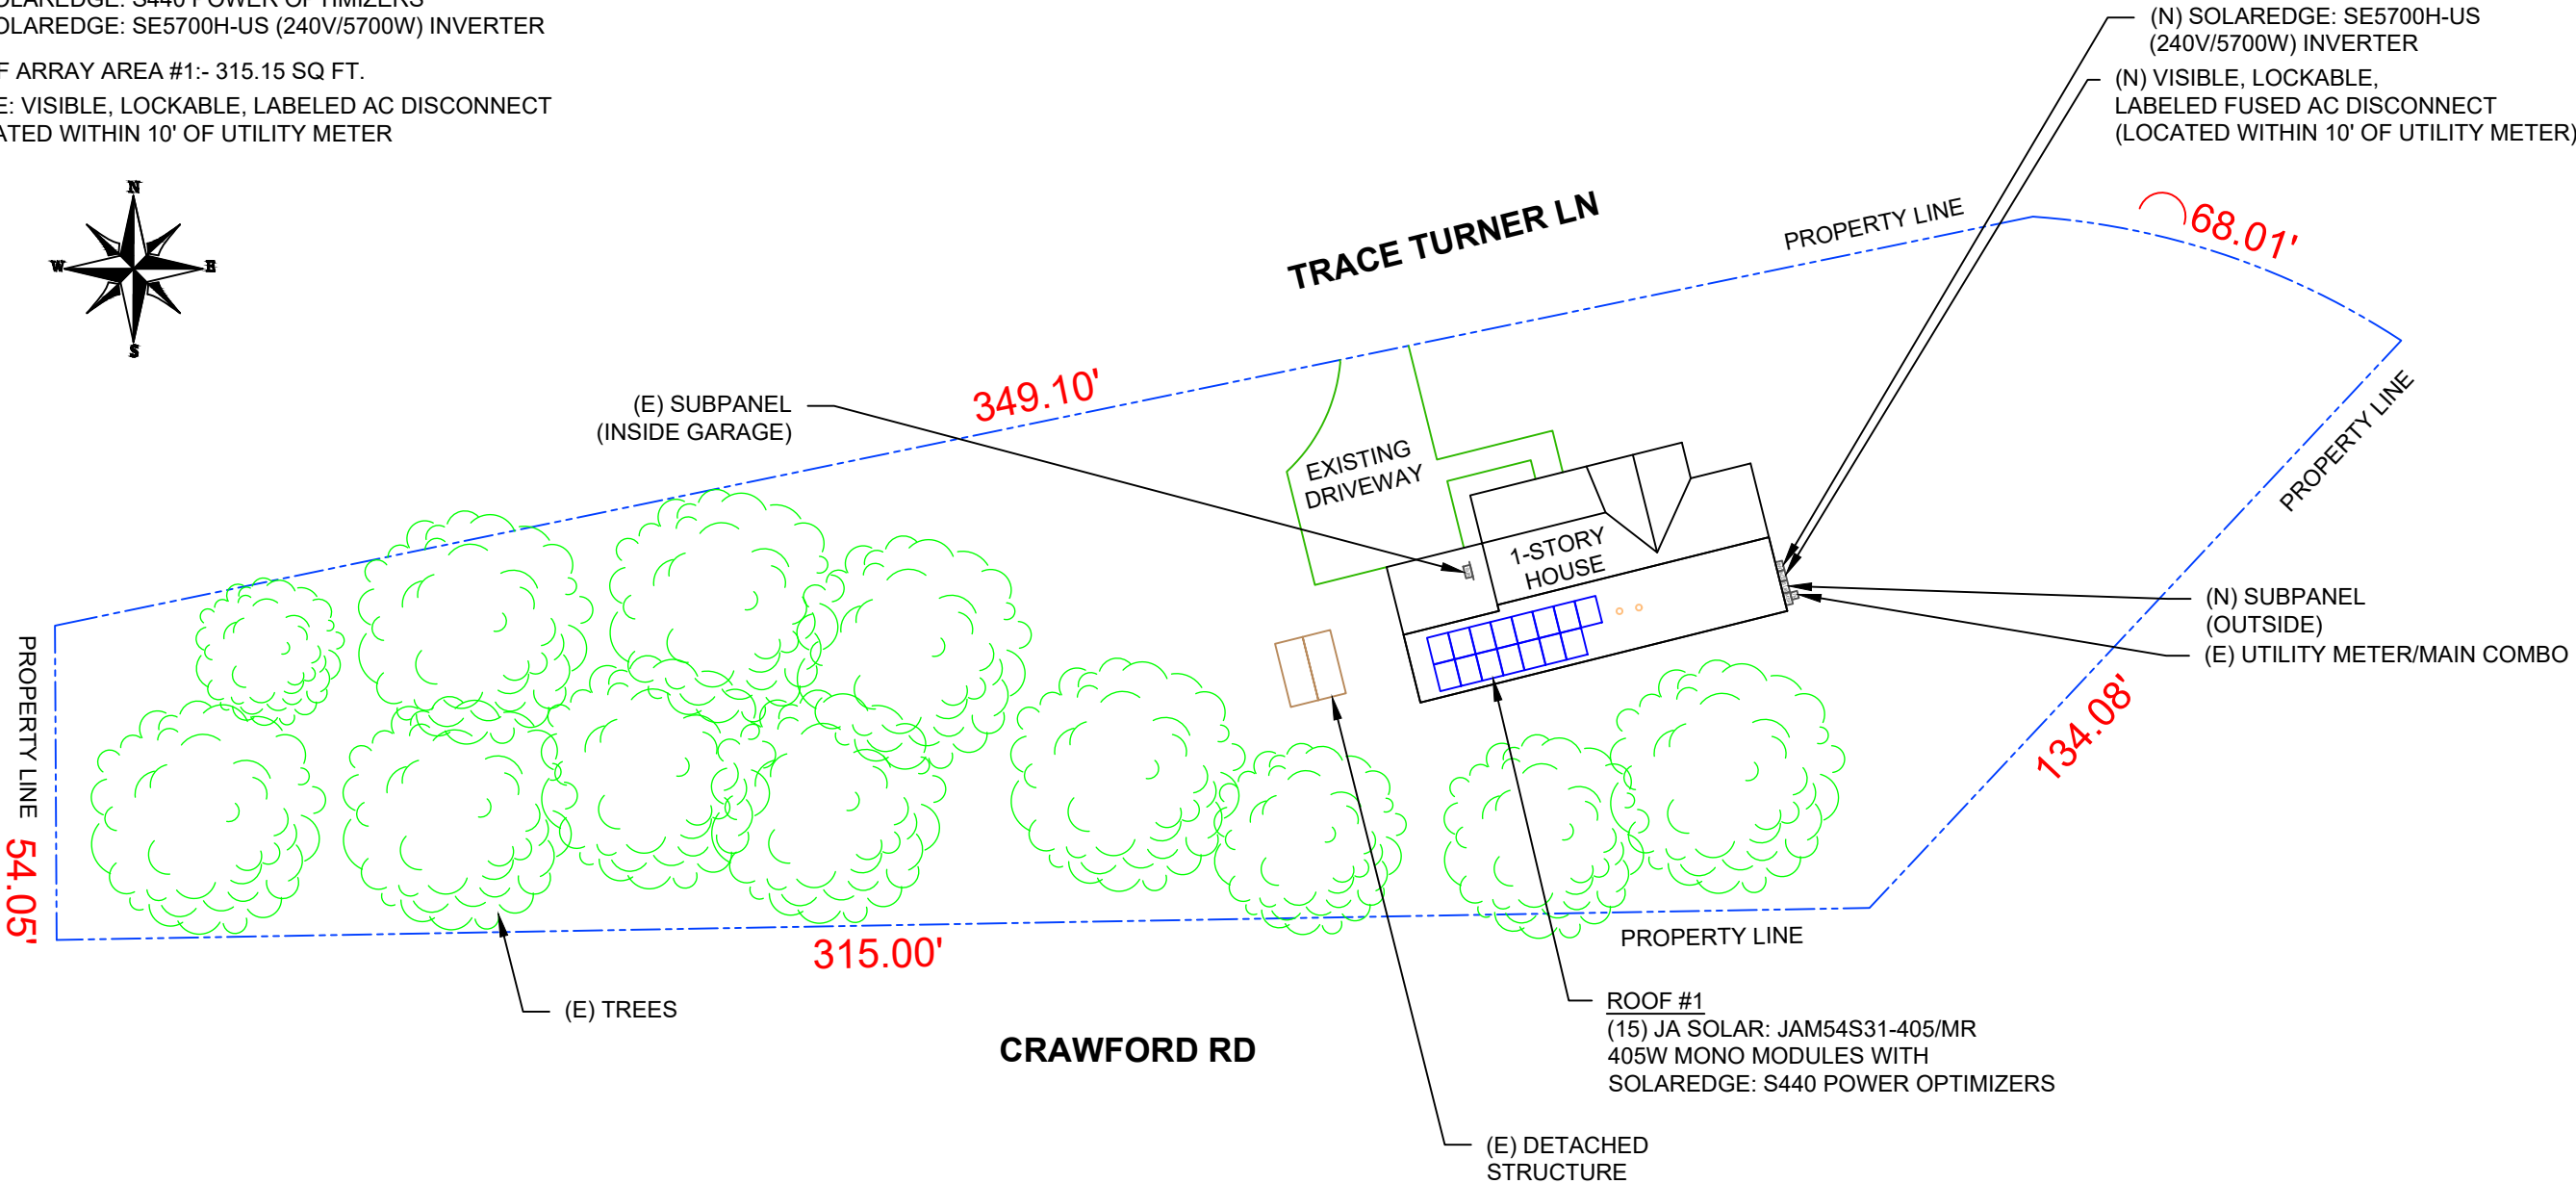 SOLAREDGE: S440 POWER OPTIMIZERS
SOLAREDGE: SE5700H-US (240V/5700W) INVERTER
ARRAY AREA #1:- 315.15 SQ FT.
VISIBLE, LOCKABLE, LABELED AC DISCONNECT
WITHIN 10' OF UTILITY METER
N
W
E
S
(N) SOLAREDGE: SE5700H-US
(240V/5700W) INVERTER
(N) VISIBLE, LOCKABLE,
LABELED FUSED AC DISCONNECT
(LOCATED WITHIN 10' OF UTILITY METER)
TRACE TURNER LN
PROPERTY LINE
68.01'
349.10'
(E) SUBPANEL
(INSIDE GARAGE)
EXISTING
DRIVEWAY
1-STORY
HOUSE
PROPERTY LINE
134.08'
(N) SUBPANEL
(OUTSIDE)
(E) UTILITY METER/MAIN COMBO
PROPERTY LINE
54.05'
315.00'
PROPERTY LINE
(E) TREES
CRAWFORD RD
ROOF #1
(15) JA SOLAR: JAM54S31-405/MR
405W MONO MODULES WITH
SOLAREDGE: S440 POWER OPTIMIZERS
(E) DETACHED
STRUCTURE